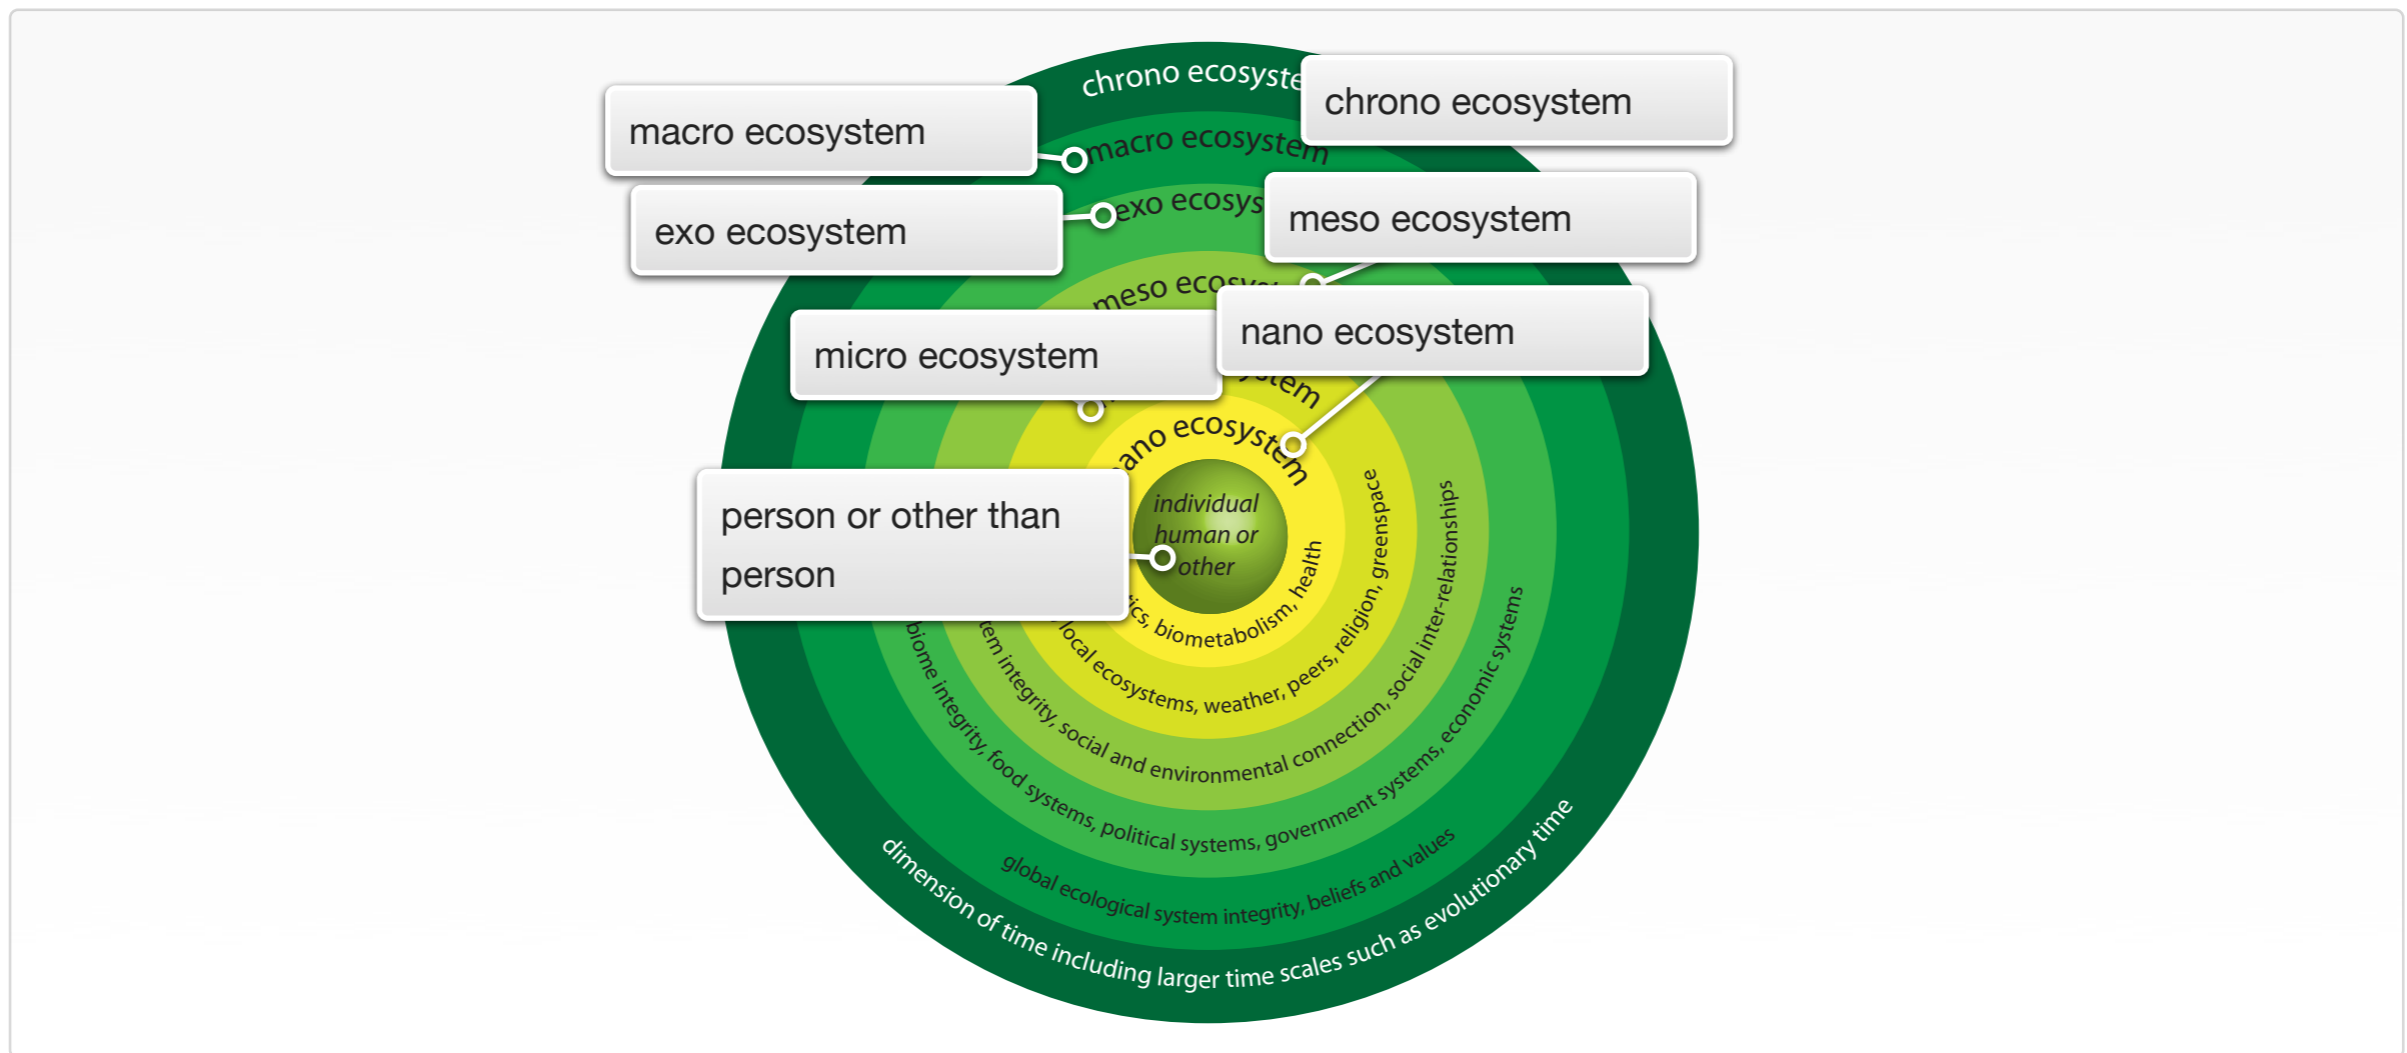 chrono ecosyste
chrono ecosystem
macro ecosystem
macro ecosystem
exo ecosystem
exo ecosys
meso ecosystem
meso ecosy
micro ecosystem
nano ecosystem
stem
ano ecosystem
person or other than
person
individual
human or
other
tics, biometabolism, health
local ecosystems, weather, peers, religion, greenspace
tem integrity, social and environmental connection, social inter-relationships
biome integrity, food systems, political systems, government systems, economic systems
global ecological system integrity, beliefs and values
dimension of time including larger time scales such as evolutionary time